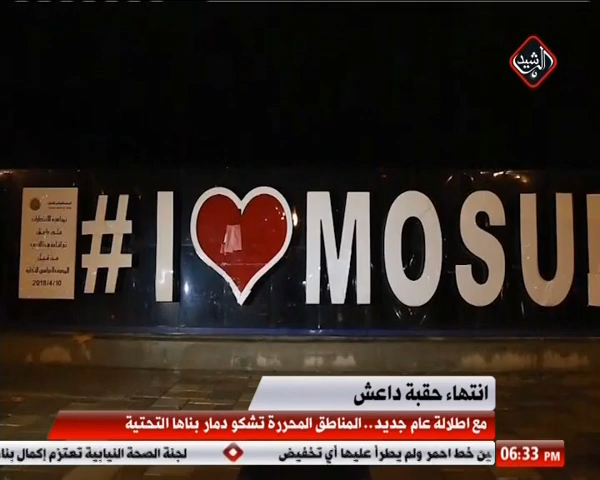 الرشيد
#I MOSUL
2018/4/10
انتهاء حقبة داعش
مع اطلالة عام جديد.. المناطق المحررة تشكو دمار بناها التحتية
ين خط احمر ولم يطرأ عليها أي تخفيض
لجنة الصحة النيابية تعتزم إكمال بنا
06:33 PM